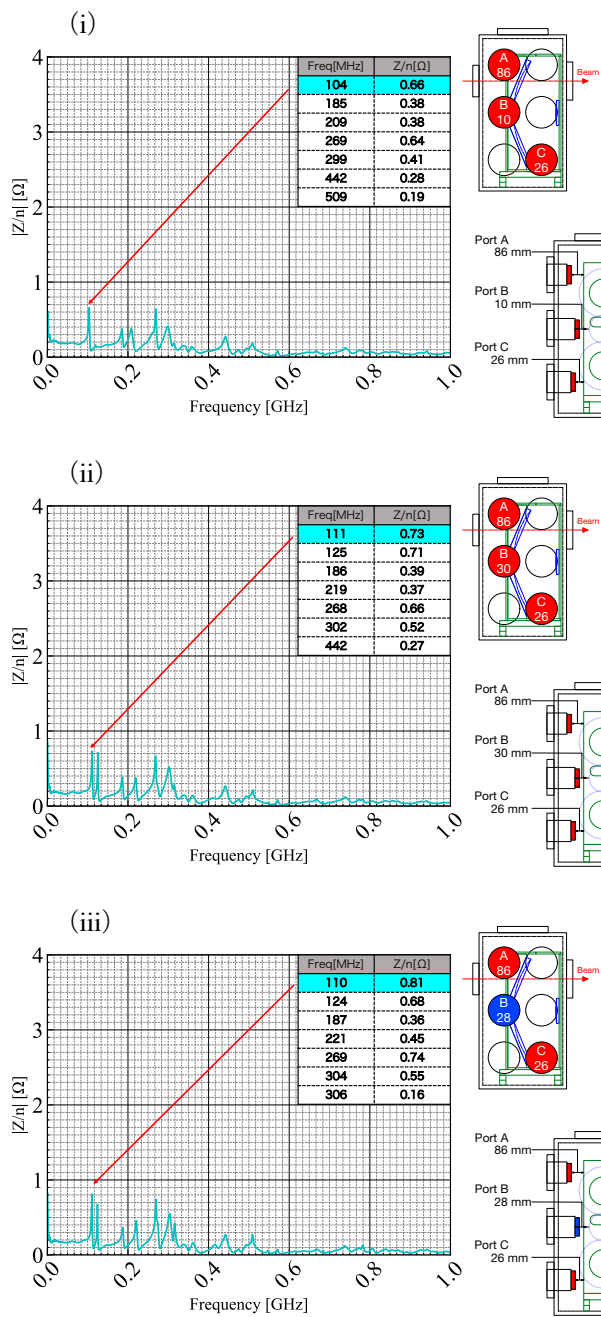 (i)
|Z/n| [Ω]
4
3
2
1
0
0.0 0.2 0.4 0.6 0.8 1.0
Frequency [GHz]
Freq[MHz] Z/n[Ω]
104 0.66
185 0.38
209 0.38
269 0.64
299 0.41
442 0.28
509 0.19
A
86
Beam
B
10
C
26
Port A
86 mm
Port B
10 mm
Port C
26 mm
(ii)
|Z/n| [Ω]
4
3
2
1
0
0.0 0.2 0.4 0.6 0.8 1.0
Frequency [GHz]
Freq[MHz] Z/n[Ω]
111 0.73
125 0.71
186 0.39
219 0.37
268 0.66
302 0.52
442 0.27
A
86
Beam
B
30
C
26
Port A
86 mm
Port B
30 mm
Port C
26 mm
(iii)
|Z/n| [Ω]
4
3
2
1
0
0.0 0.2 0.4 0.6 0.8 1.0
Frequency [GHz]
Freq[MHz] Z/n[Ω]
110 0.81
124 0.68
187 0.36
221 0.45
269 0.74
304 0.55
306 0.16
A
86
Beam
B
28
C
26
Port A
86 mm
Port B
28 mm
Port C
26 mm